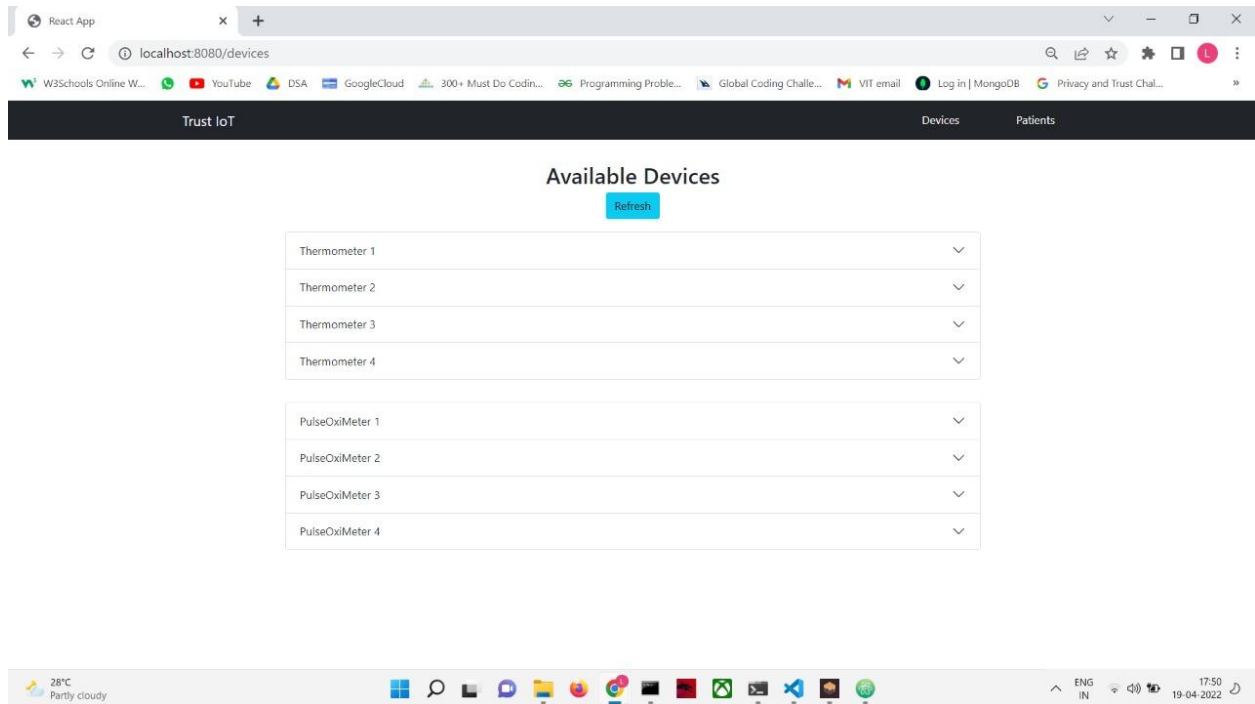 React App
localhost:8080/devices
W3Schools Online W... YouTube DSA GoogleCloud 300+ Must Do Codin... Programming Proble... Global Coding Challe... VIT email Log in | MongoDB Privacy and Trust Chal... »
Trust IoT Devices Patients
Available Devices
Refresh
Thermometer 1
Thermometer 2
Thermometer 3
Thermometer 4
PulseOxiMeter 1
PulseOxiMeter 2
PulseOxiMeter 3
PulseOxiMeter 4
28°C
Partly cloudy
ENG
IN
17:50
19-04-2022